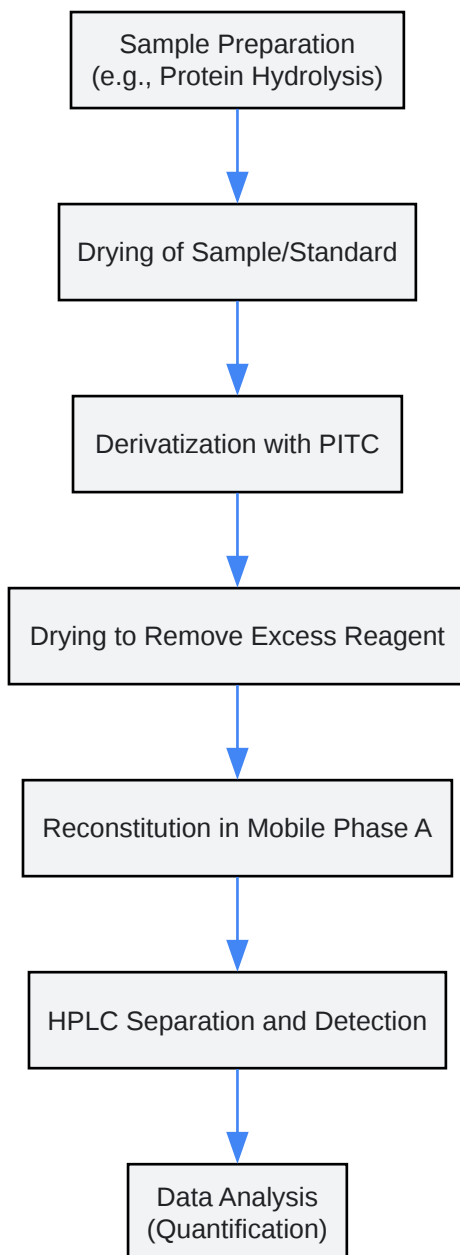 Sample Preparation
(e.g., Protein Hydrolysis)
Drying of Sample/Standard
Derivatization with PITC
Drying to Remove Excess Reagent
Reconstitution in Mobile Phase A
HPLC Separation and Detection
Data Analysis
(Quantification)